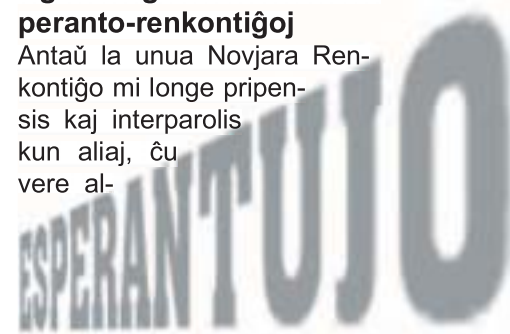 peranto-renkontiĝoj
Antaŭ la unua Novjara Ren-
kontiĝo mi longe pripen-
sis kaj interparolis
kun aliaj, ĉu
vere al-
ESPERANTUJO